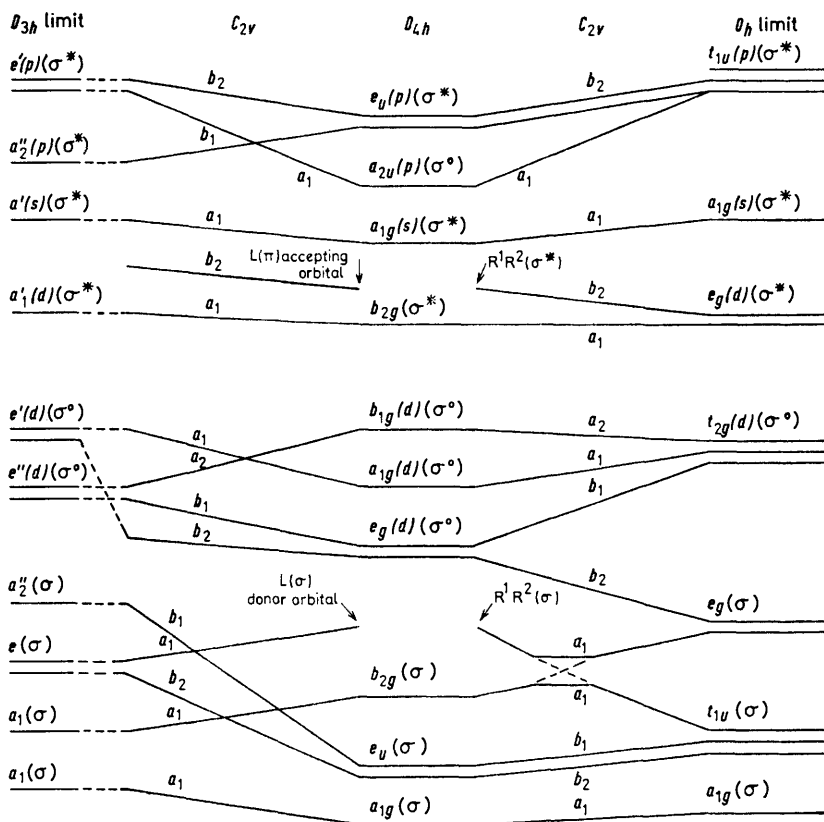 D3h limit C2v D4h C2v Oh limit
e′(p)(σ*) t1u(p)(σ*)
b2 eu(p)(σ*) b2
b1
a2″(p)(σ*) a1 a2u(p)(σ°) a1
a′(s)(σ*) a1 a1g(s)(σ*) a1 a1g(s)(σ*)
L(π)accepting
orbital
R1R2(σ*)
b2 b2
a1′(d)(σ*) a1 b2g(σ*) eg(d)(σ*)
a1
e′(d)(σ°) a1 b1g(d)(σ°) a2 t2g(d)(σ°)
a2
e″(d)(σ°) a1g(d)(σ°) a1
b1 b1
b2 eg(d)(σ°)
b2
a2″(σ) L(σ)
donor orbital
R1R2(σ) eg(σ)
b1
e(σ) a1 a1
b2 b2g(σ)
a1(σ) a1 a1 t1u(σ)
eu(σ) b1
a1(σ) a1 b2 a1g(σ)
a1g(σ) a1